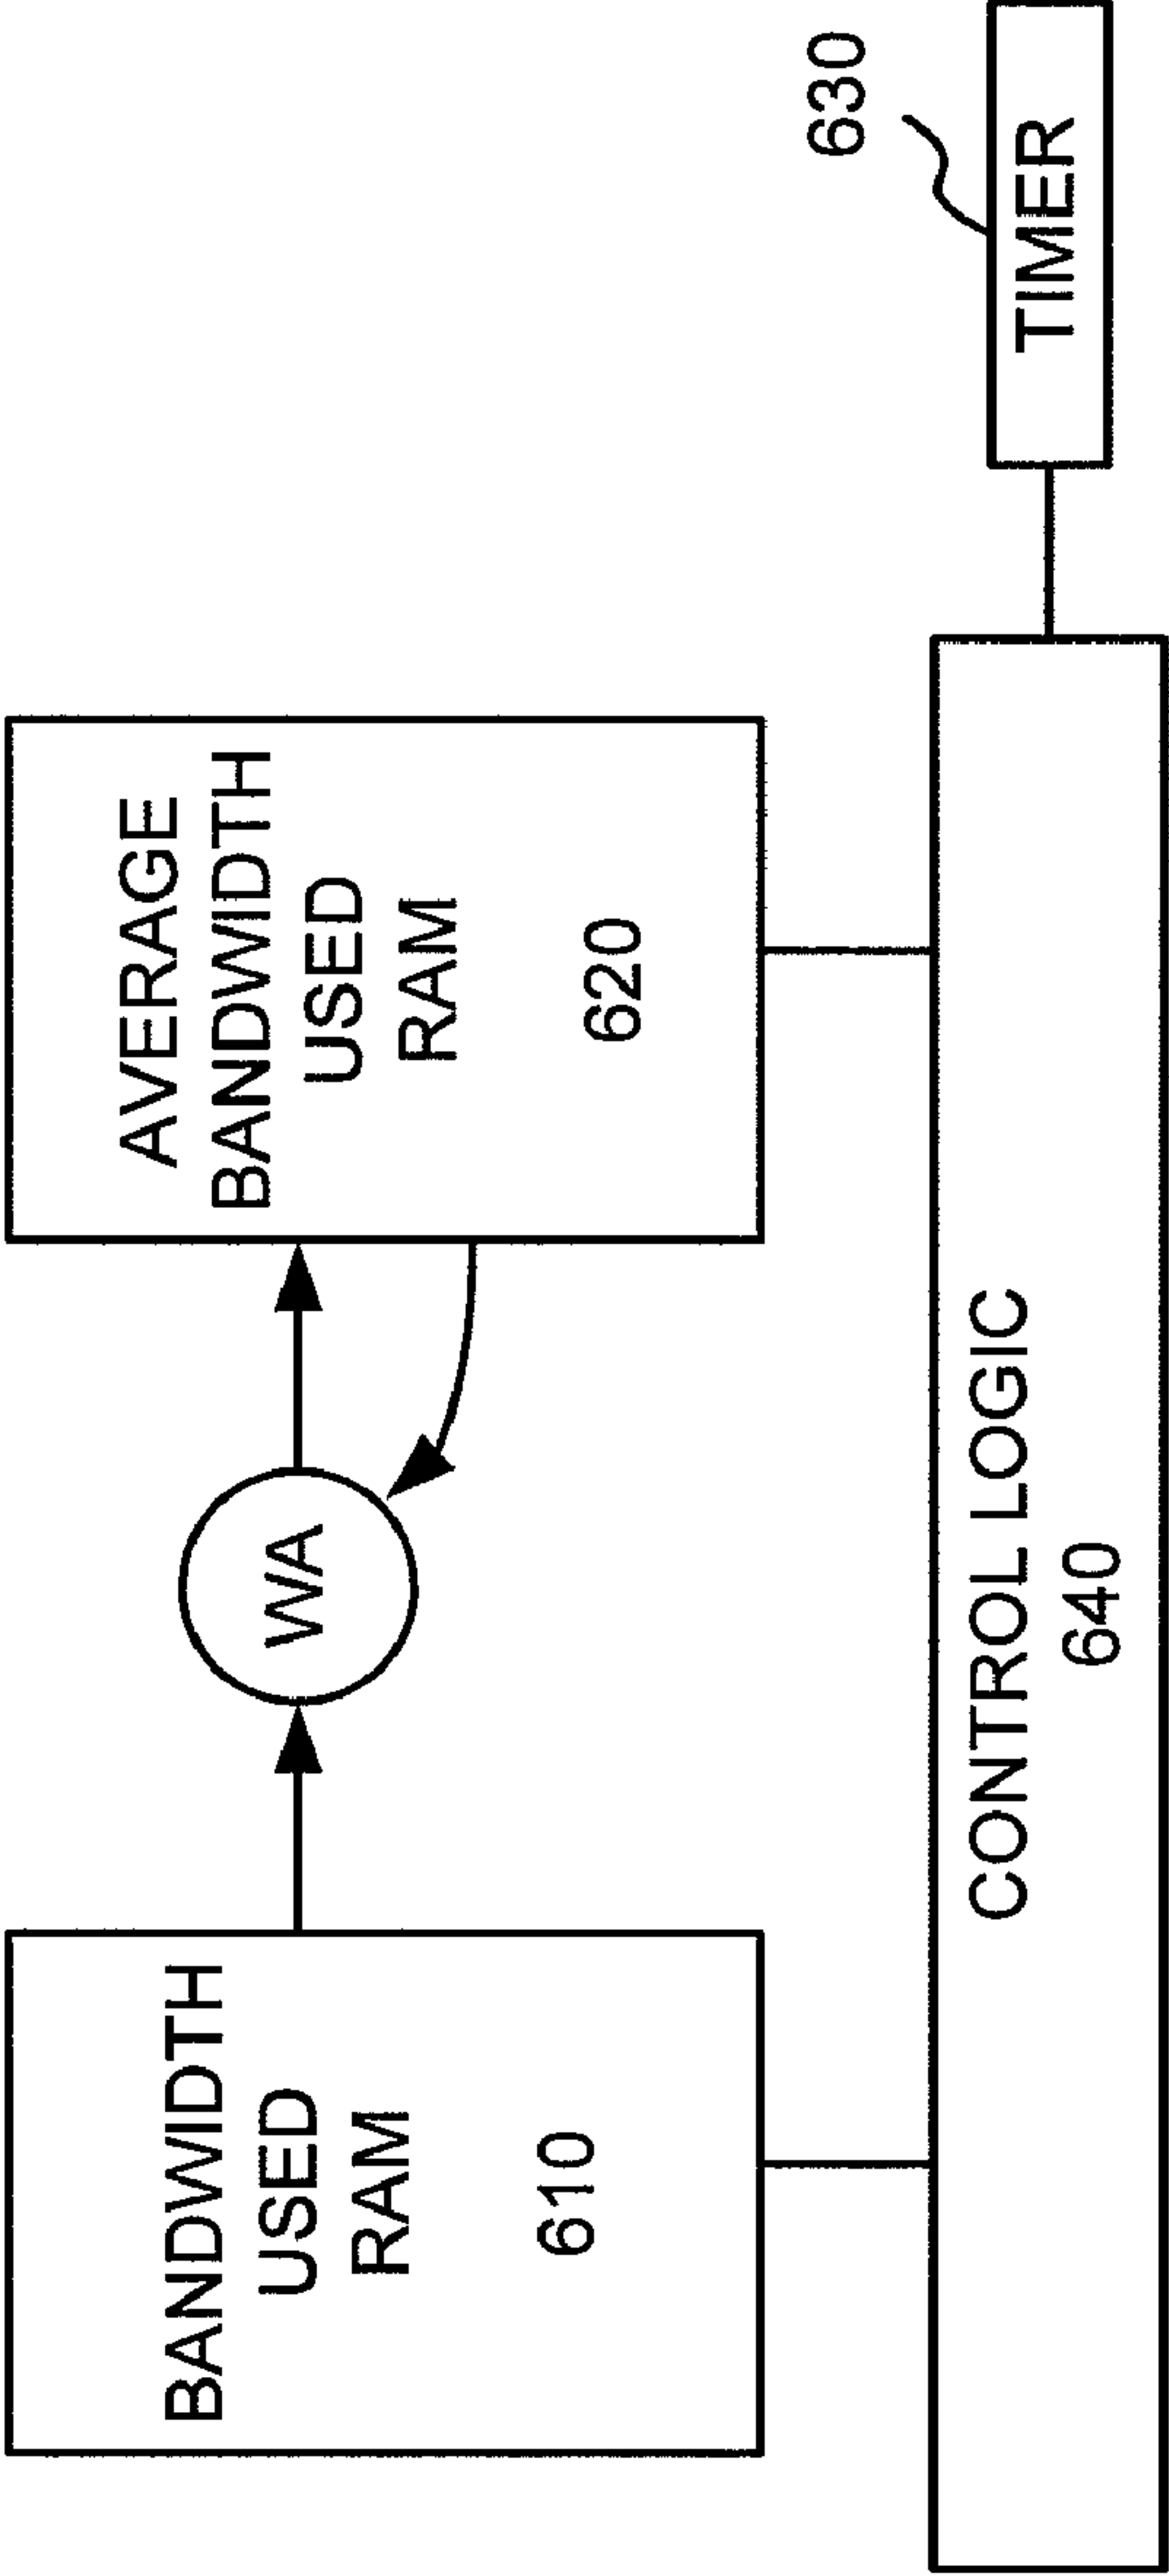 BANDWIDTH
USED
RAM
610
WA
AVERAGE
BANDWIDTH
USED
RAM
620
630
TIMER
CONTROL LOGIC
640